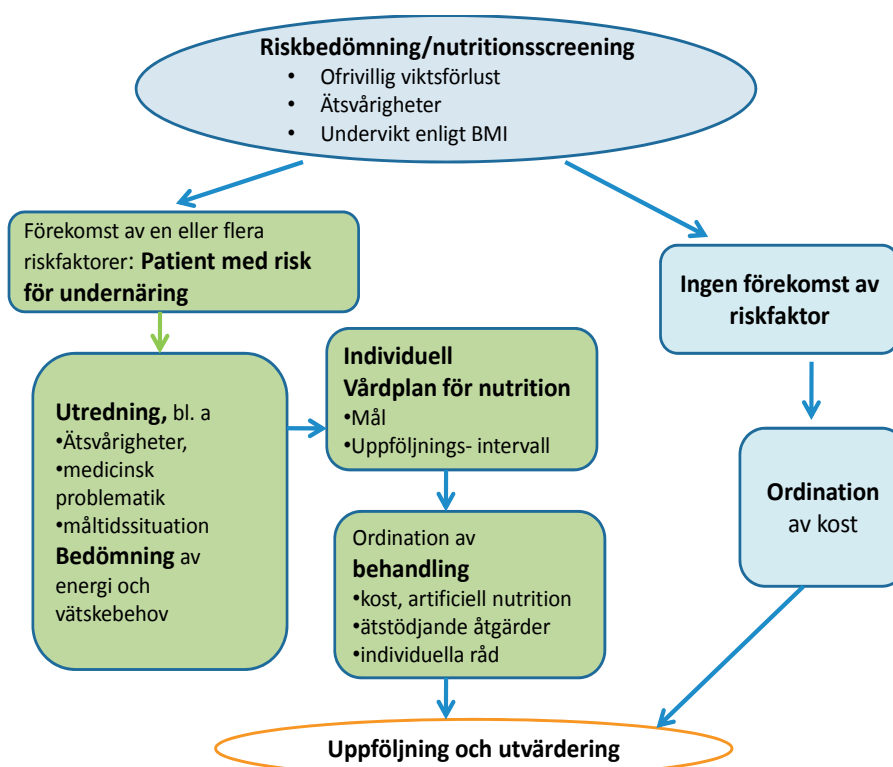 Riskbedömning/nutritionsscreening
• Ofrivillig viktsförlust
• Ätsvårigheter
• Undervikt enligt BMI
Förekomst av en eller flera
riskfaktorer: Patient med risk
för undernäring
Ingen förekomst av
riskfaktor
Utredning, bl. a
•Ätsvårigheter,
•medicinsk
problematik
•måltidssituation
Bedömning av
energi och
vätskebehov
Individuell
Vårdplan för nutrition
•Mål
•Uppföljnings- intervall
Ordination
av kost
Ordination av
behandling
•kost, artificiell nutrition
•ätstödjande åtgärder
•individuella råd
Uppföljning och utvärdering